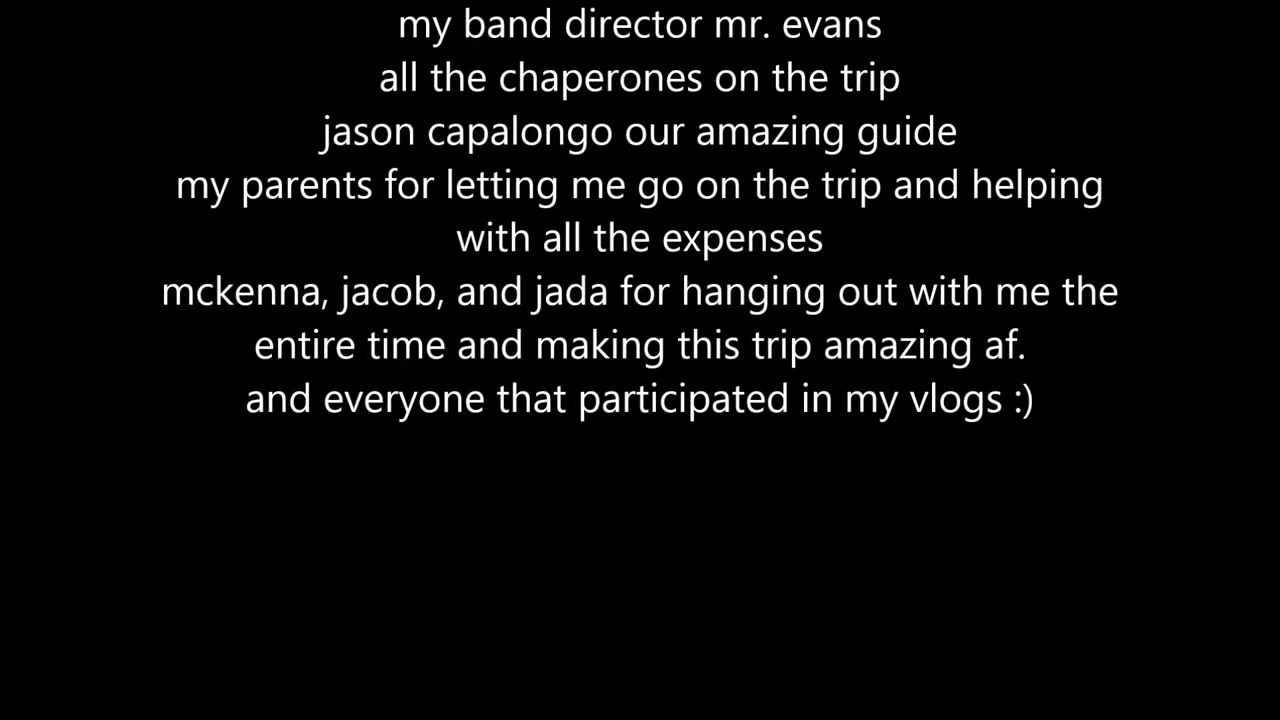 my band director mr. evans
all the chaperones on the trip
jason capalongo our amazing guide
my parents for letting me go on the trip and helping
with all the expenses
mckenna, jacob, and jada for hanging out with me the
entire time and making this trip amazing af.
and everyone that participated in my vlogs :)